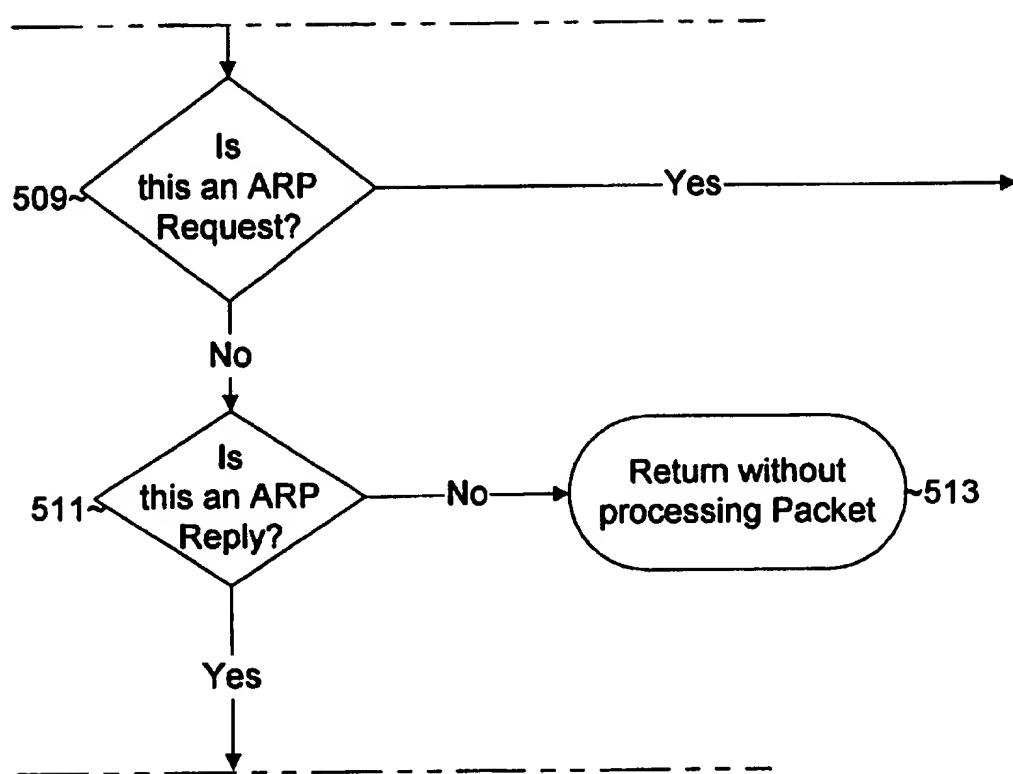 Is
this an ARP
Request?
509~
Yes
No
Is
this an ARP
Reply?
511~
No
Return without
processing Packet
~513
Yes